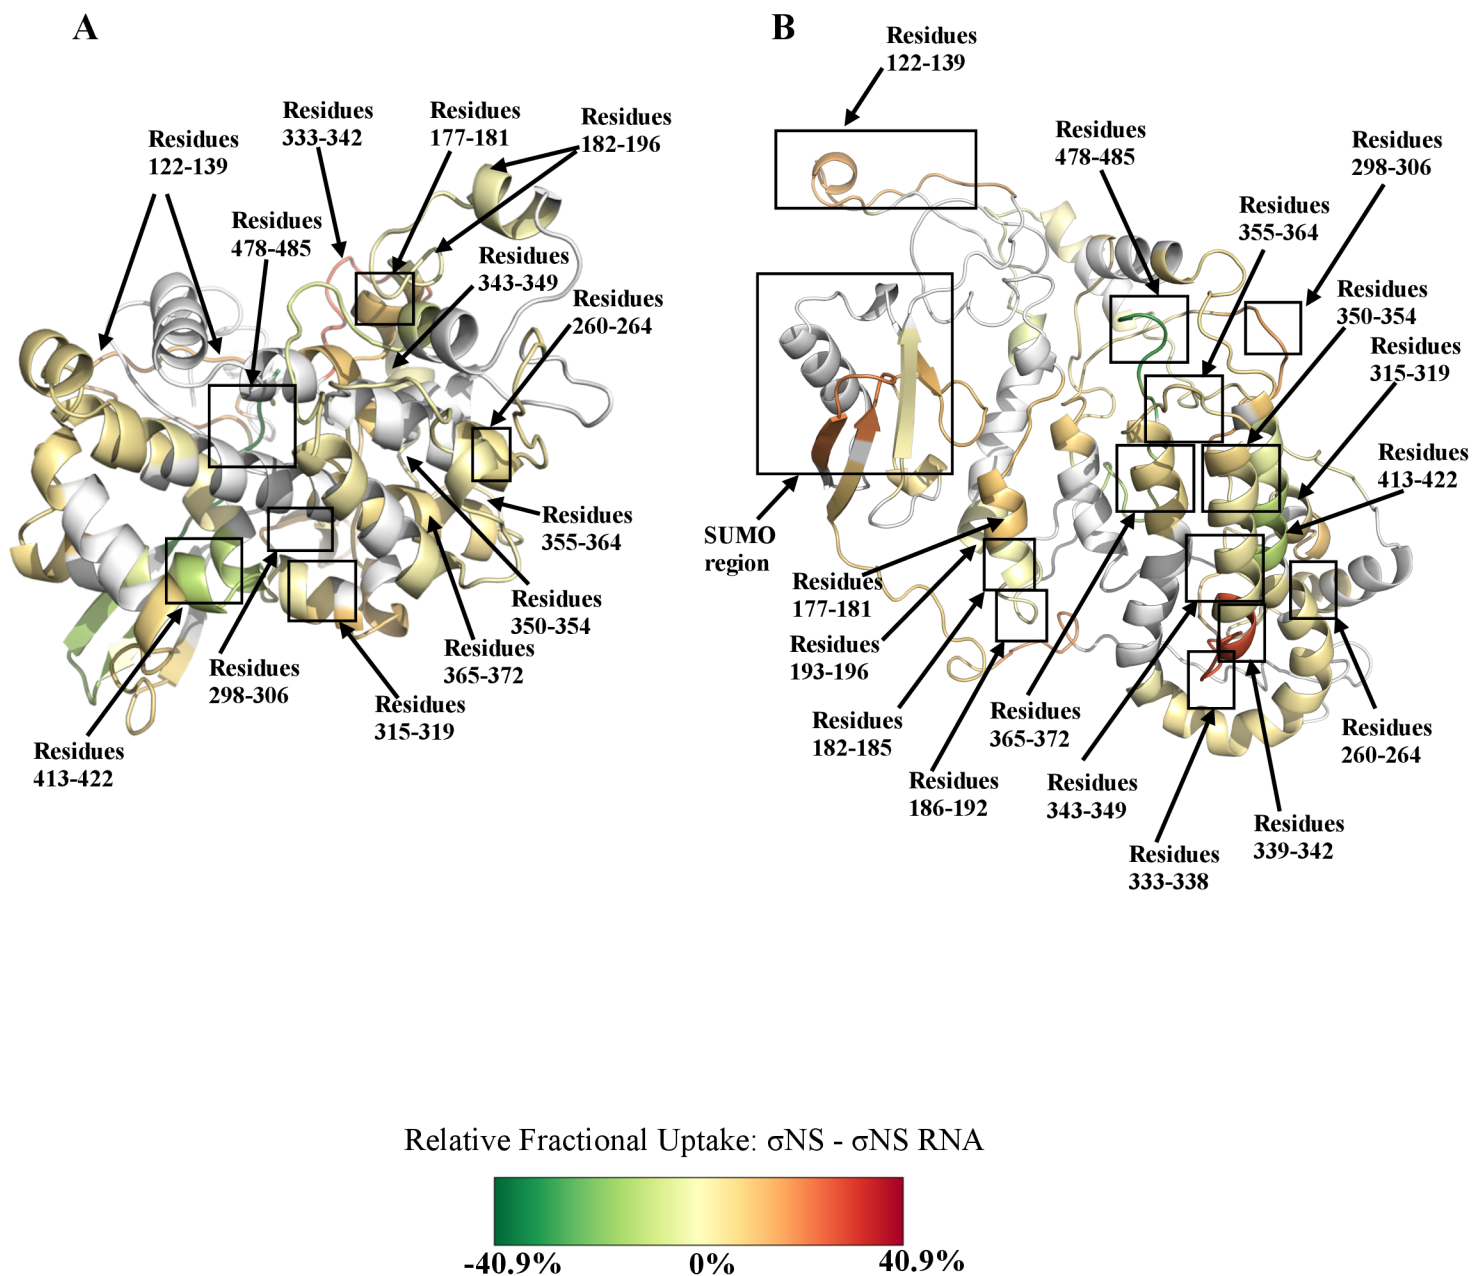 A
Residues
122-139
Residues
333-342
Residues
177-181
Residues
182-196
Residues
478-485
Residues
343-349
Residues
260-264
Residues
355-364
Residues
350-354
Residues
365-372
Residues
298-306
Residues
315-319
Residues
413-422
B
Residues
122-139
Residues
478-485
Residues
298-306
Residues
355-364
Residues
350-354
Residues
315-319
Residues
413-422
SUMO
region
Residues
177-181
Residues
193-196
Residues
182-185
Residues
186-192
Residues
365-372
Residues
343-349
Residues
333-338
Residues
339-342
Residues
260-264
Relative Fractional Uptake: σNS - σNS RNA
-40.9%
0%
40.9%